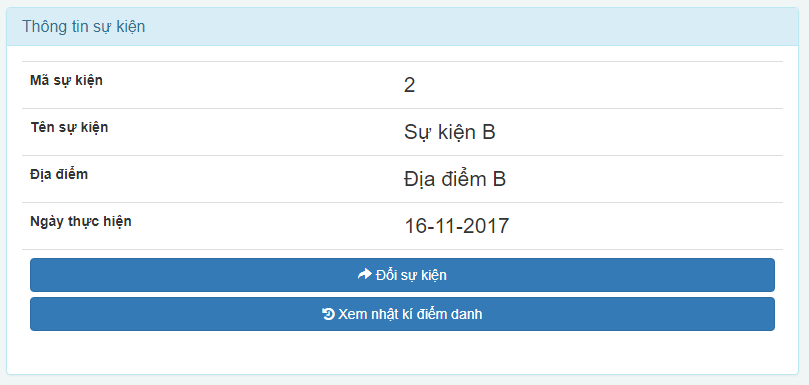 Thông tin sự kiện
Mã sự kiện 2
Tên sự kiện Sự kiện B
Địa điểm Địa điểm B
Ngày thực hiện 16-11-2017
Đổi sự kiện
Xem nhật kí điểm danh